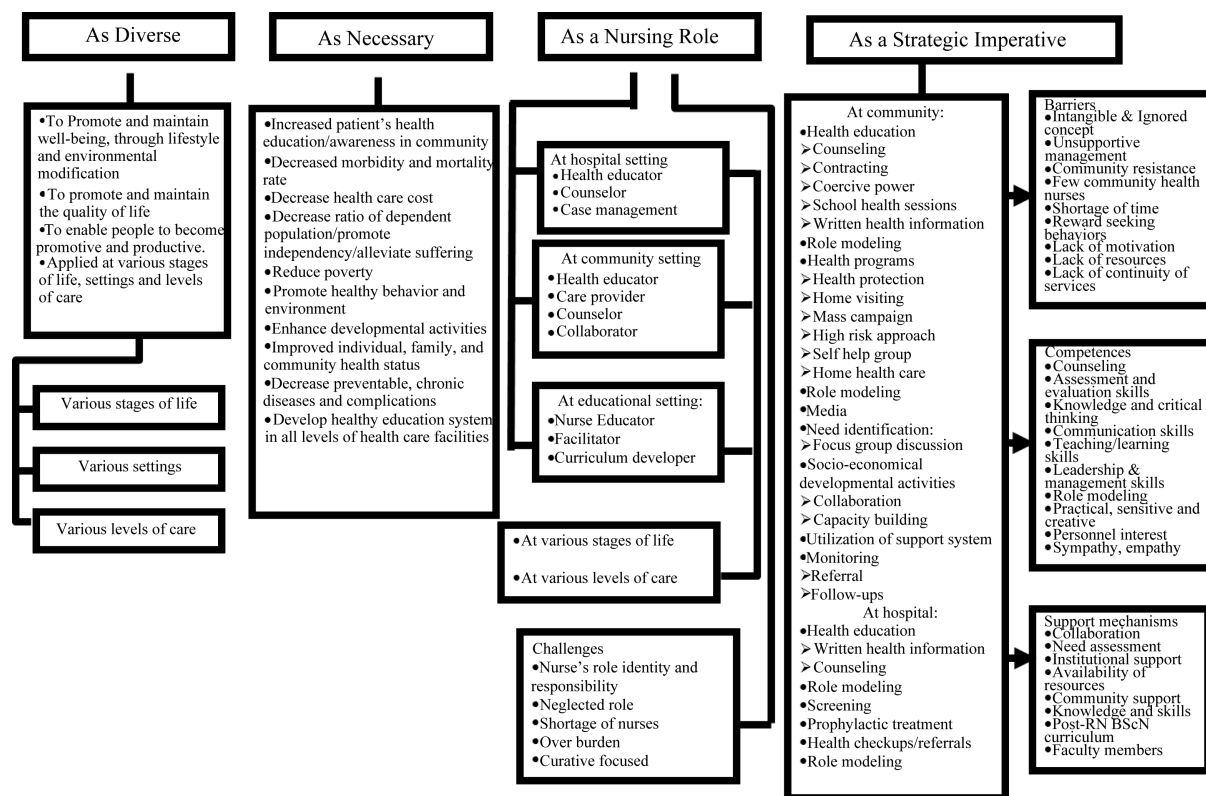 As Diverse
•To Promote and maintain
well-being, through lifestyle
and environmental
modification
•To promote and maintain
the quality of life
•To enable people to become
promotive and productive.
•Applied at various stages
of life, settings and levels
of care
Various stages of life
Various settings
Various levels of care
As Necessary
•Increased patient's health
education/awareness in community
•Decreased morbidity and mortality
rate
•Decrease health care cost
•Decrease ratio of dependent
population/promote
independency/alleviate suffering
•Reduce poverty
•Promote healthy behavior and
environment
•Enhance developmental activities
•Improved individual, family, and
community health status
•Decrease preventable, chronic
diseases and complications
•Develop healthy education system
in all levels of health care facilities
As a Nursing Role
At hospital setting
•Health educator
•Counselor
•Case management
At community setting
•Health educator
•Care provider
•Counselor
•Collaborator
At educational setting:
•Nurse Educator
•Facilitator
•Curriculum developer
•At various stages of life
•At various levels of care
Challenges
•Nurse's role identity and
responsibility
•Neglected role
•Shortage of nurses
•Over burden
•Curative focused
As a Strategic Imperative
At community:
•Health education
➢Counseling
➢Contracting
➢Coercive power
➢School health sessions
➢Written health information
•Role modeling
•Health programs
➢Health protection
➢Home visiting
➢Mass campaign
➢High risk approach
➢Self help group
➢Home health care
•Role modeling
•Media
•Need identification:
➢Focus group discussion
•Socio-economical
developmental activities
➢Collaboration
➢Capacity building
•Utilization of support system
•Monitoring
➢Referral
➢Follow-ups
At hospital:
•Health education
➢Written health information
➢Counseling
•Role modeling
•Screening
•Prophylactic treatment
•Health checkups/referrals
•Role modeling
Barriers
•Intangible & Ignored
concept
•Unsupportive
management
•Community resistance
•Few community health
nurses
•Shortage of time
•Reward seeking
behaviors
•Lack of motivation
•Lack of resources
•Lack of continuity of
services
Competences
•Counseling
•Assessment and
evaluation skills
•Knowledge and critical
thinking
•Communication skills
•Teaching/learning
skills
•Leadership &
management skills
•Role modeling
•Practical, sensitive and
creative
•Personnel interest
•Sympathy, empathy
Support mechanisms
•Collaboration
•Need assessment
•Institutional support
•Availability of
resources
•Community support
•Knowledge and skills
•Post-RN BScN
curriculum
•Faculty members